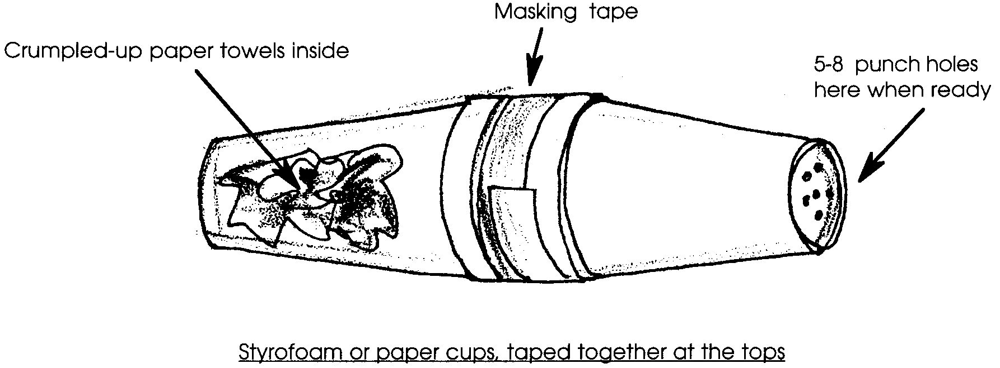 Masking tape
Crumpled-up paper towels inside
5-8 punch holes
here when ready
Styrofoam or paper cups, taped together at the tops